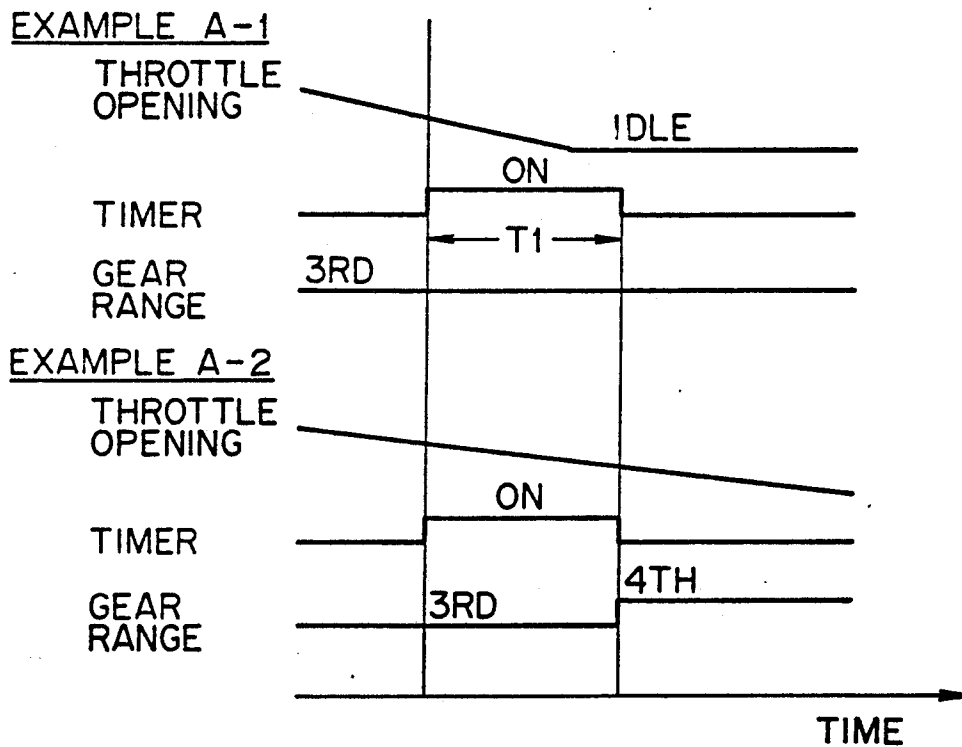 EXAMPLE A-1
THROTTLE
OPENING
IDLE
ON
TIMER
T1
GEAR
RANGE
3RD
EXAMPLE A-2
THROTTLE
OPENING
ON
TIMER
GEAR
RANGE
3RD
4TH
TIME